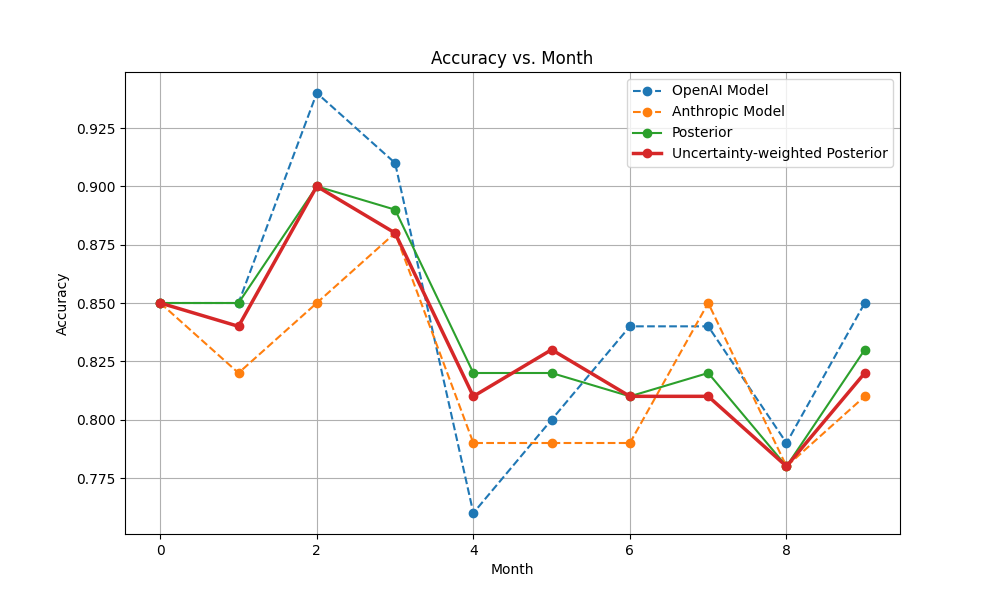 Accuracy vs. Month
OpenAI Model
Anthropic Model
Posterior
Uncertainty-weighted Posterior
0.925
0.900
0.875
0.850
0.825
0.800
0.775
Accuracy
0 2 4 6 8
Month